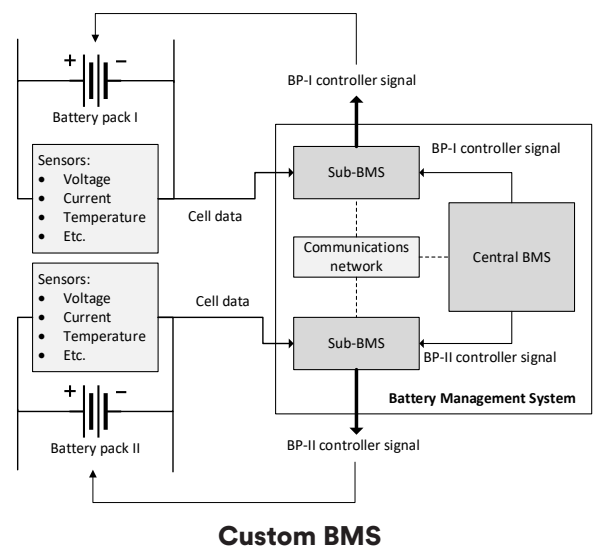 + −
Battery pack I
BP-I controller signal
Sensors:
• Voltage
• Current
• Temperature
• Etc.
Cell data
BP-I controller signal
Sub-BMS
Communications
network
Central BMS
Sensors:
• Voltage
• Current
• Temperature
• Etc.
Cell data
Sub-BMS
BP-II controller signal
Battery Management System
+ −
Battery pack II
BP-II controller signal
Custom BMS